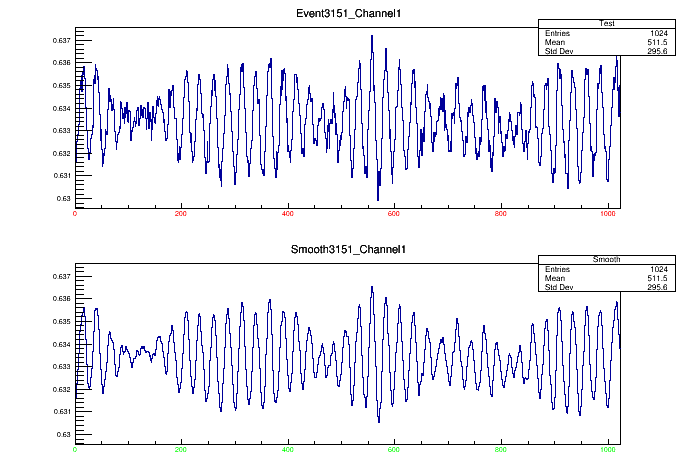 Event3151_Channel1
Test
Entries 1024
Mean 511.5
Std Dev 295.6
0.637
0.636
0.635
0.634
0.633
0.632
0.631
0.63
0 200 400 600 800 1000
Smooth3151_Channel1
Smooth
Entries 1024
Mean 511.5
Std Dev 295.6
0.637
0.636
0.635
0.634
0.633
0.632
0.631
0.63
0 200 400 600 800 1000